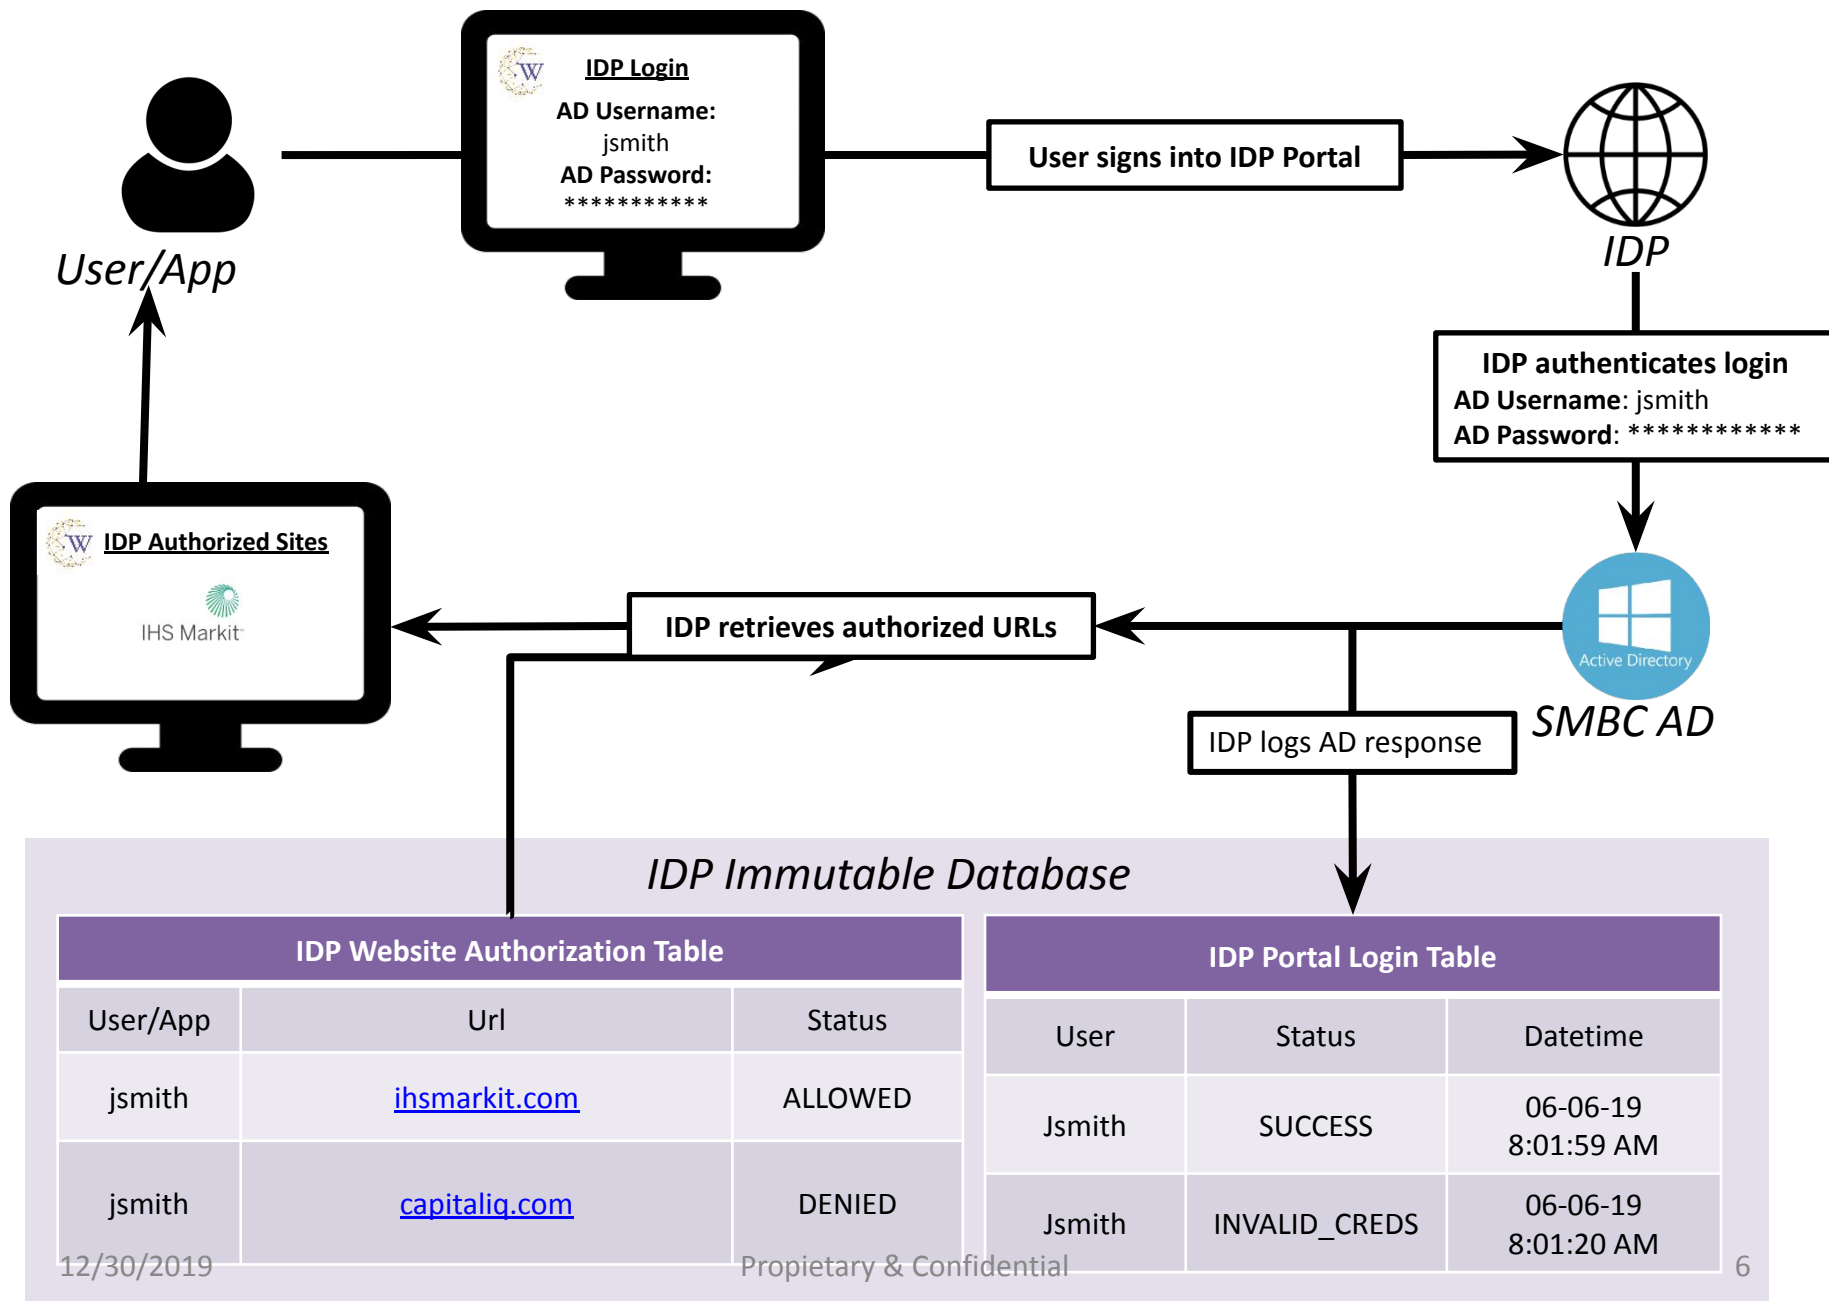 W
IDP Login
AD Username:
jsmith
AD Password:
***********
User signs into IDP Portal
IDP
User/App
IDP authenticates login
AD Username: jsmith
AD Password: ************
W
IDP Authorized Sites
IHS Markit
IDP retrieves authorized URLs
Active Directory
SMBC AD
IDP logs AD response
IDP Immutable Database
IDP Website Authorization Table
User/App Url Status
jsmith ihsmarkit.com ALLOWED
jsmith capitaliq.com DENIED
IDP Portal Login Table
User Status Datetime
Jsmith SUCCESS 06-06-19
8:01:59 AM
Jsmith INVALID_CREDS 06-06-19
8:01:20 AM
12/30/2019 Propietary & Confidential 6